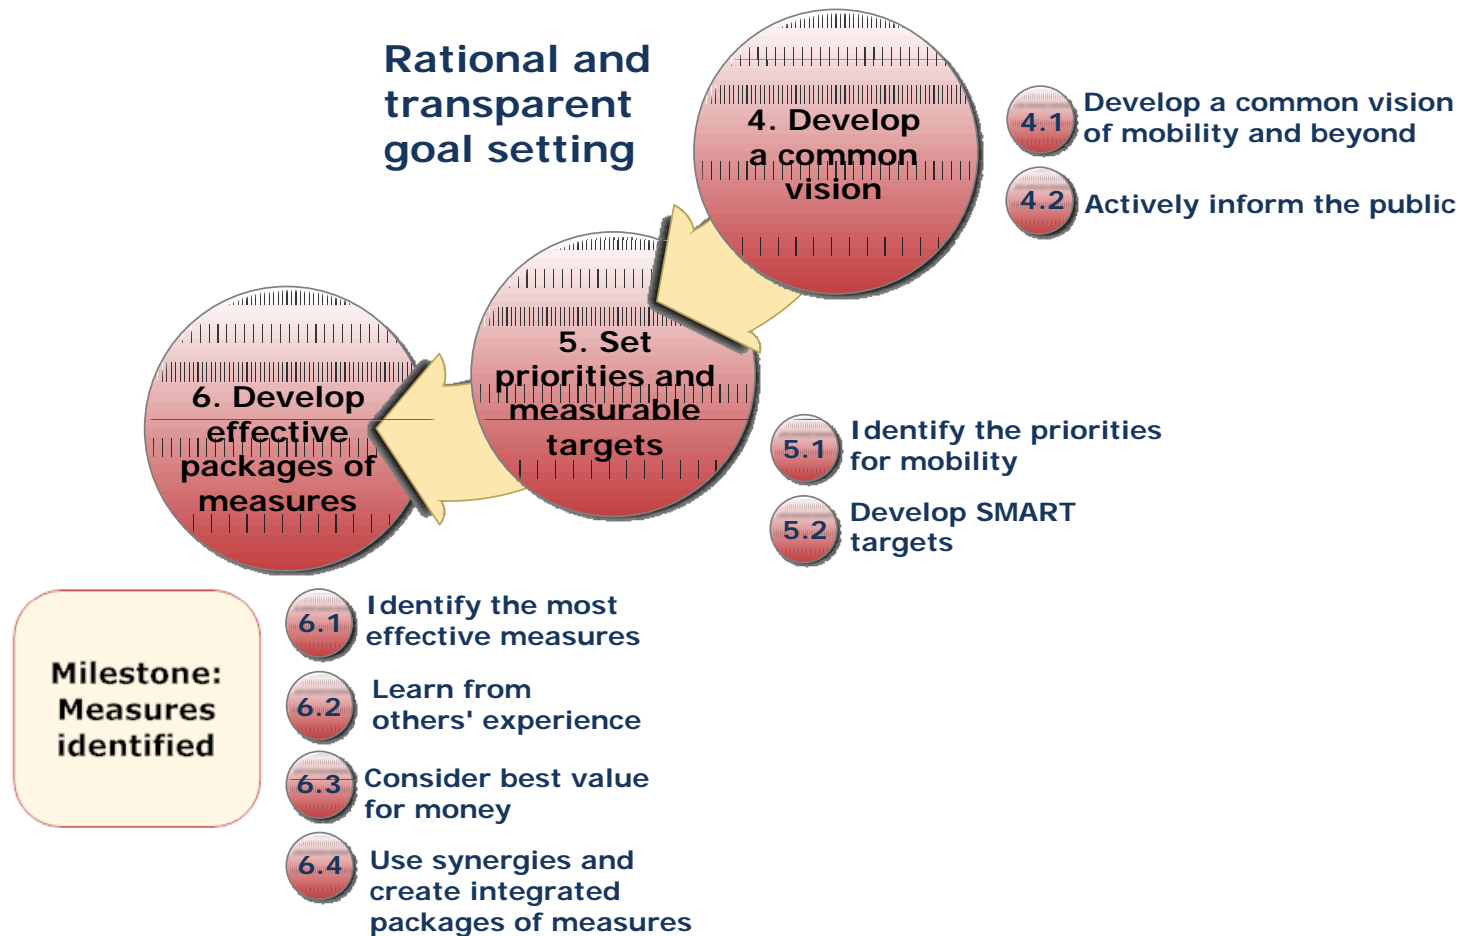 Rational and
transparent
goal setting
4. Develop
a common
vision
4.1
Develop a common vision
of mobility and beyond
4.2
Actively inform the public
5. Set
priorities and
measurable
targets
5.1
Identify the priorities
for mobility
5.2
Develop SMART
targets
6. Develop
effective
packages of
measures
Milestone:
Measures
identified
6.1
Identify the most
effective measures
6.2
Learn from
others' experience
6.3
Consider best value
for money
6.4
Use synergies and
create integrated
packages of measures